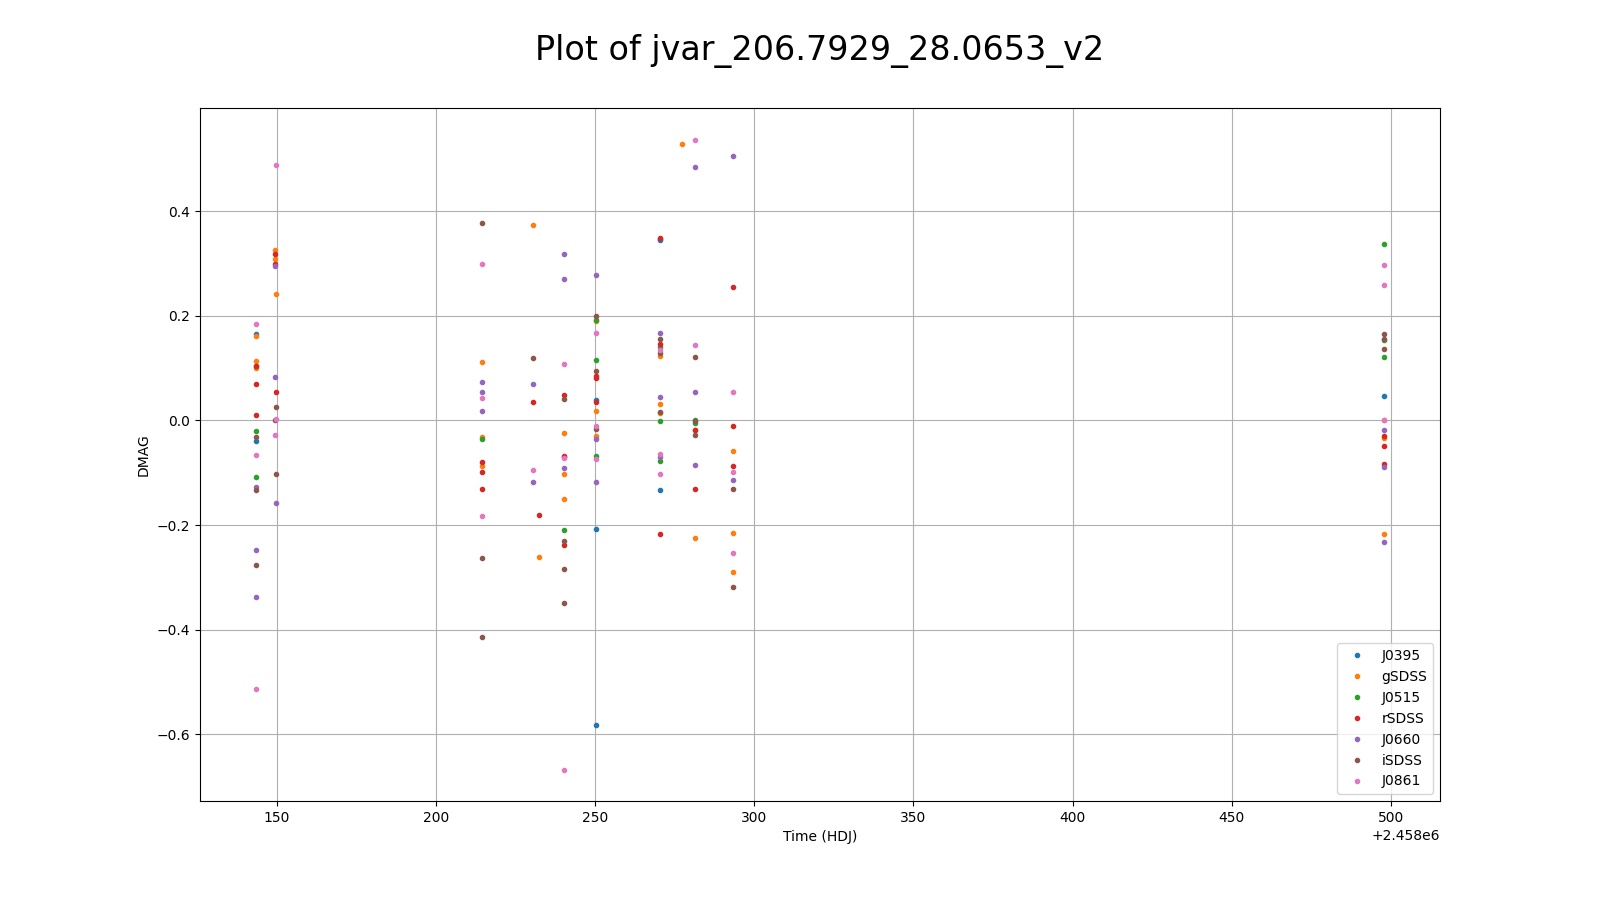 Plot of jvar_206.7929_28.0653_v2
DMAG
0.4
0.2
0.0
−0.2
−0.4
−0.6
J0395
gSDSS
J0515
rSDSS
J0660
iSDSS
J0861
150 200 250 300 350 400 450 500
Time (HDJ)
+2.458e6